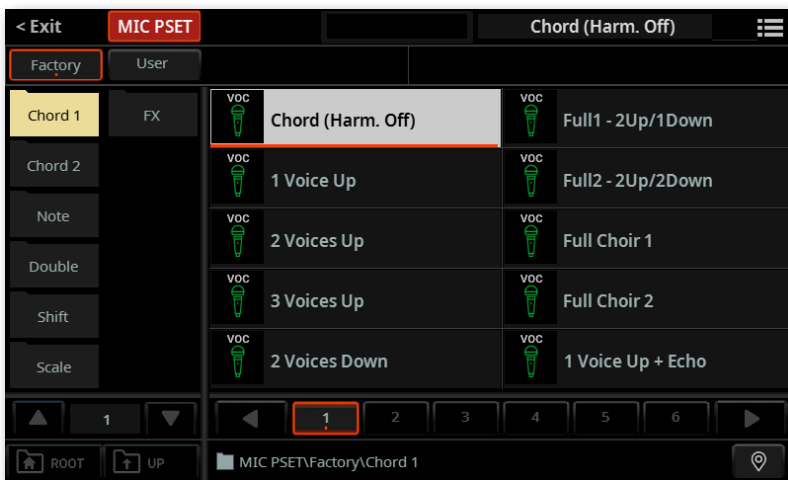 < Exit MIC PSET Chord (Harm. Off)
Factory User
Chord 1 FX
Chord 2
Note
Double
Shift
Scale
VOC Chord (Harm. Off) VOC Full1 - 2Up/1Down
VOC 1 Voice Up VOC Full2 - 2Up/2Down
VOC 2 Voices Up VOC Full Choir 1
VOC 3 Voices Up VOC Full Choir 2
VOC 2 Voices Down VOC 1 Voice Up + Echo
1 1 2 3 4 5 6
ROOT UP MIC PSET\Factory\Chord 1